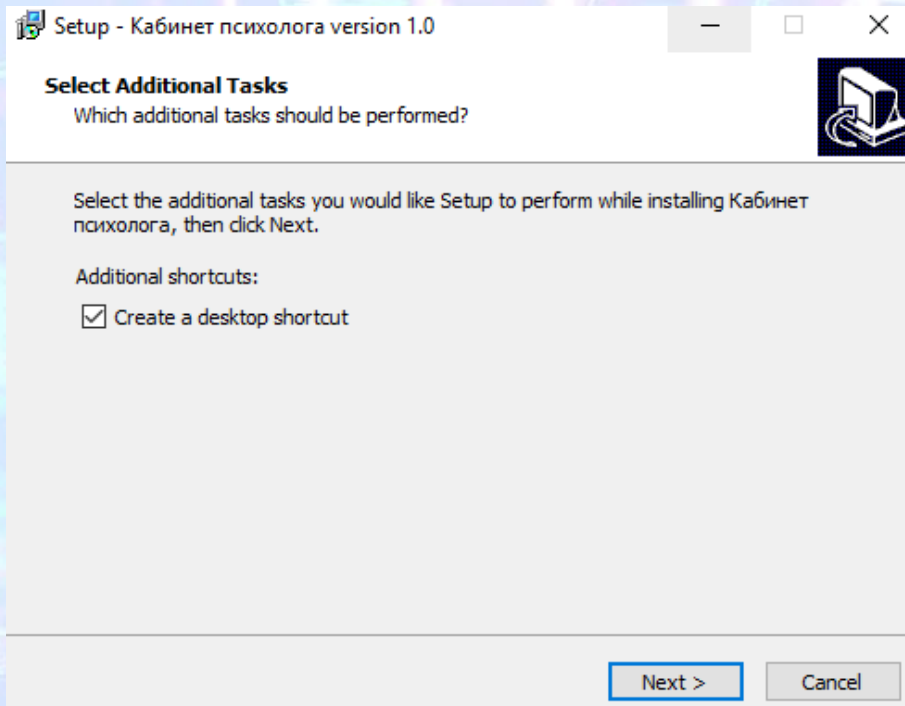 Setup - Кабинет психолога version 1.0
Select Additional Tasks
Which additional tasks should be performed?
Select the additional tasks you would like Setup to perform while installing Кабинет
психолога, then click Next.
Additional shortcuts:
Create a desktop shortcut
Next >
Cancel